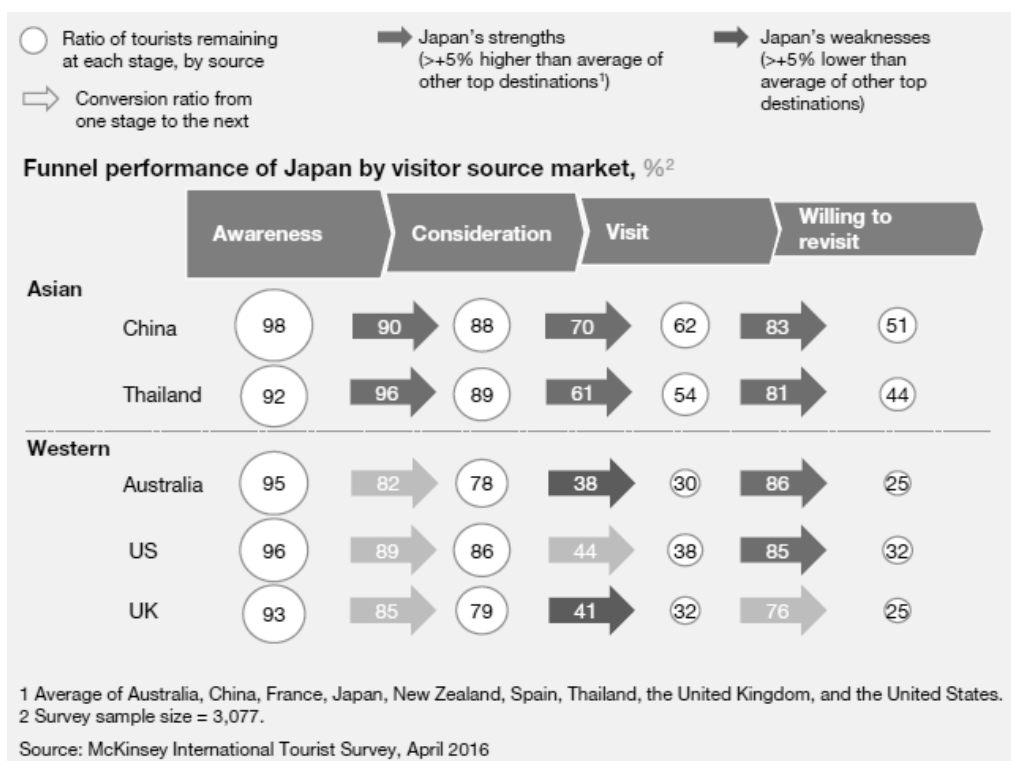 Ratio of tourists remaining
at each stage, by source
Conversion ratio from
one stage to the next
Japan's strengths
(>+5% higher than average of
other top destinations¹)
Japan's weaknesses
(>+5% lower than
average of other top
destinations)
Funnel performance of Japan by visitor source market, %²
Awareness Consideration Visit Willing to
revisit
Asian
China 98 90 88 70 62 83 51
Thailand 92 96 89 61 54 81 44
Western
Australia 95 82 78 38 30 86 25
US 96 89 86 44 38 85 32
UK 93 85 79 41 32 76 25
1 Average of Australia, China, France, Japan, New Zealand, Spain, Thailand, the United Kingdom, and the United States.
2 Survey sample size = 3,077.
Source: McKinsey International Tourist Survey, April 2016